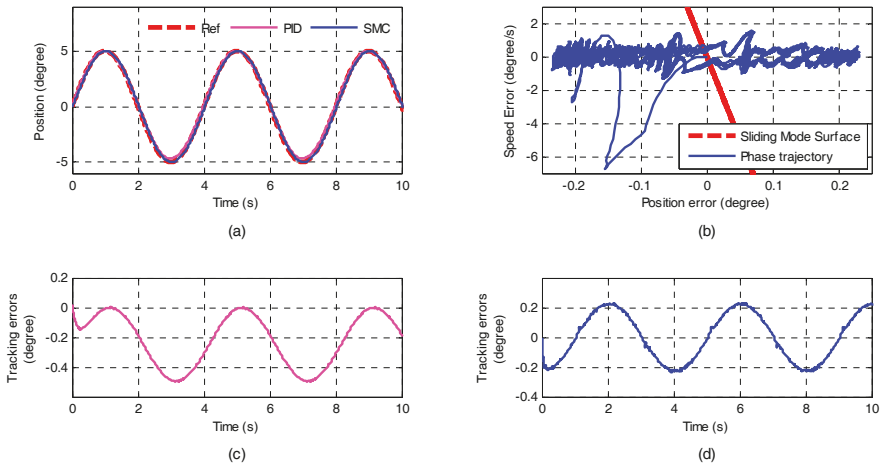 Ref PID SMC
5
0
-5
Position (degree)
0 2 4 6 8 10
Time (s)
(a)
2
0
-2
-4
-6
Speed Error (degree/s)
Sliding Mode Surface
Phase trajectory
-0.2 -0.1 0 0.1 0.2
Position error (degree)
(b)
0.2
0
-0.2
-0.4
Tracking errors
(degree)
0 2 4 6 8 10
Time (s)
(c)
0.2
0
-0.2
-0.4
Tracking errors
(degree)
0 2 4 6 8 10
Time (s)
(d)